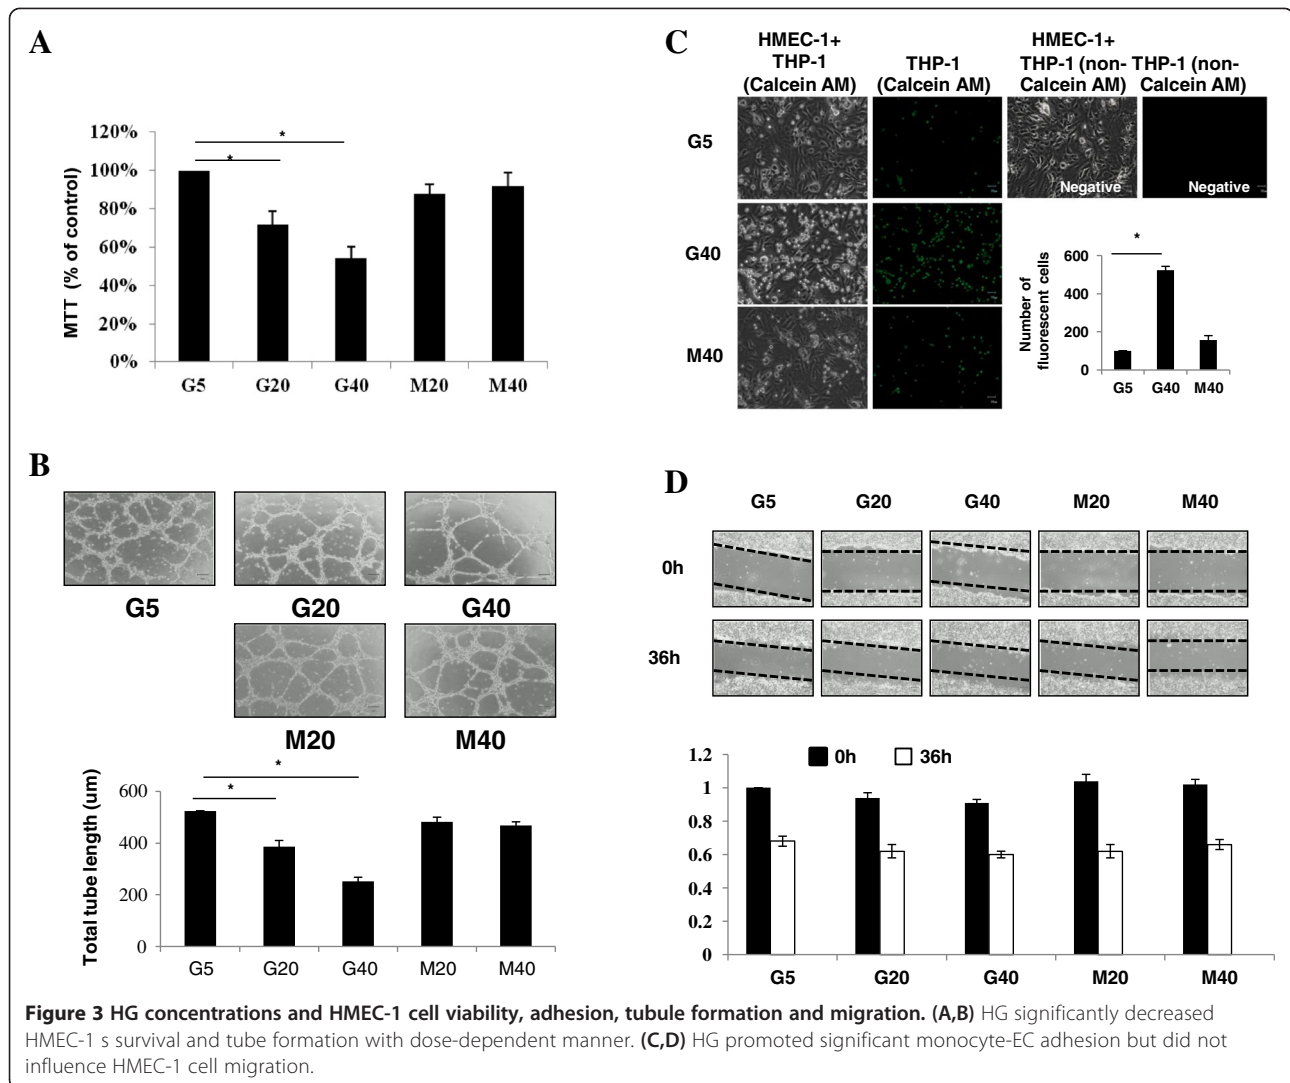 A
120%
100%
80%
60%
40%
20%
0%
MTT (% of control)
*
*
G5 G20 G40 M20 M40
B
G5 G20 G40
M20 M40
Total tube length (um)
600
400
200
0
*
*
G5 G20 G40 M20 M40
C
HMEC-1+ THP-1 (Calcein AM)
THP-1 (Calcein AM)
HMEC-1+ THP-1 (non-Calcein AM)
THP-1 (non-Calcein AM)
G5
Negative Negative
G40
M40
Number of fluorescent cells
600
400
200
0
*
G5 G40 M40
D
G5 G20 G40 M20 M40
0h
36h
0h 36h
1.2
1
0.8
0.6
0.4
0.2
0
G5 G20 G40 M20 M40
Figure 3 HG concentrations and HMEC-1 cell viability, adhesion, tubule formation and migration. (A,B) HG significantly decreased
HMEC-1 s survival and tube formation with dose-dependent manner. (C,D) HG promoted significant monocyte-EC adhesion but did not
influence HMEC-1 cell migration.